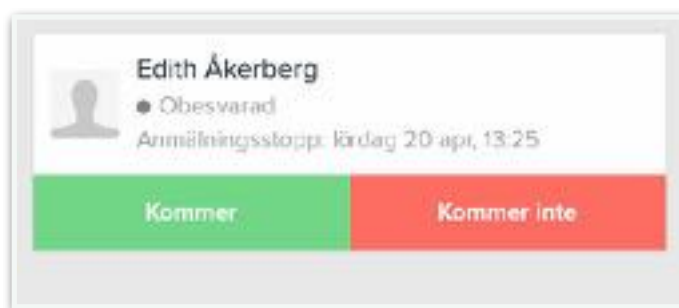 Edith Åkerberg
Obesvarad
Anmälningsstopp: lördag 20 apr, 13:25
Kommer
Kommer inte